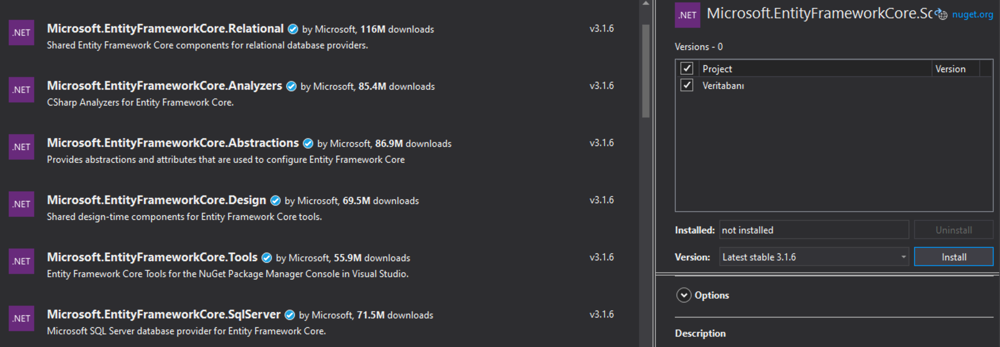 .NET
Microsoft.EntityFrameworkCore.Relational by Microsoft, 116M downloads v3.1.6
Shared Entity Framework Core components for relational database providers.
.NET
Microsoft.EntityFrameworkCore.Analyzers by Microsoft, 85.4M downloads v3.1.6
CSharp Analyzers for Entity Framework Core.
.NET
Microsoft.EntityFrameworkCore.Abstractions by Microsoft, 86.9M downloads v3.1.6
Provides abstractions and attributes that are used to configure Entity Framework Core
.NET
Microsoft.EntityFrameworkCore.Design by Microsoft, 69.5M downloads v3.1.6
Shared design-time components for Entity Framework Core tools.
.NET
Microsoft.EntityFrameworkCore.Tools by Microsoft, 55.9M downloads v3.1.6
Entity Framework Core Tools for the NuGet Package Manager Console in Visual Studio.
.NET
Microsoft.EntityFrameworkCore.SqlServer by Microsoft, 71.5M downloads v3.1.6
Microsoft SQL Server database provider for Entity Framework Core.
.NET Microsoft.EntityFrameworkCore.Sc nuget.org
Versions - 0
Project Version
Veritabanı
Installed: not installed Uninstall
Version: Latest stable 3.1.6 Install
Options
Description